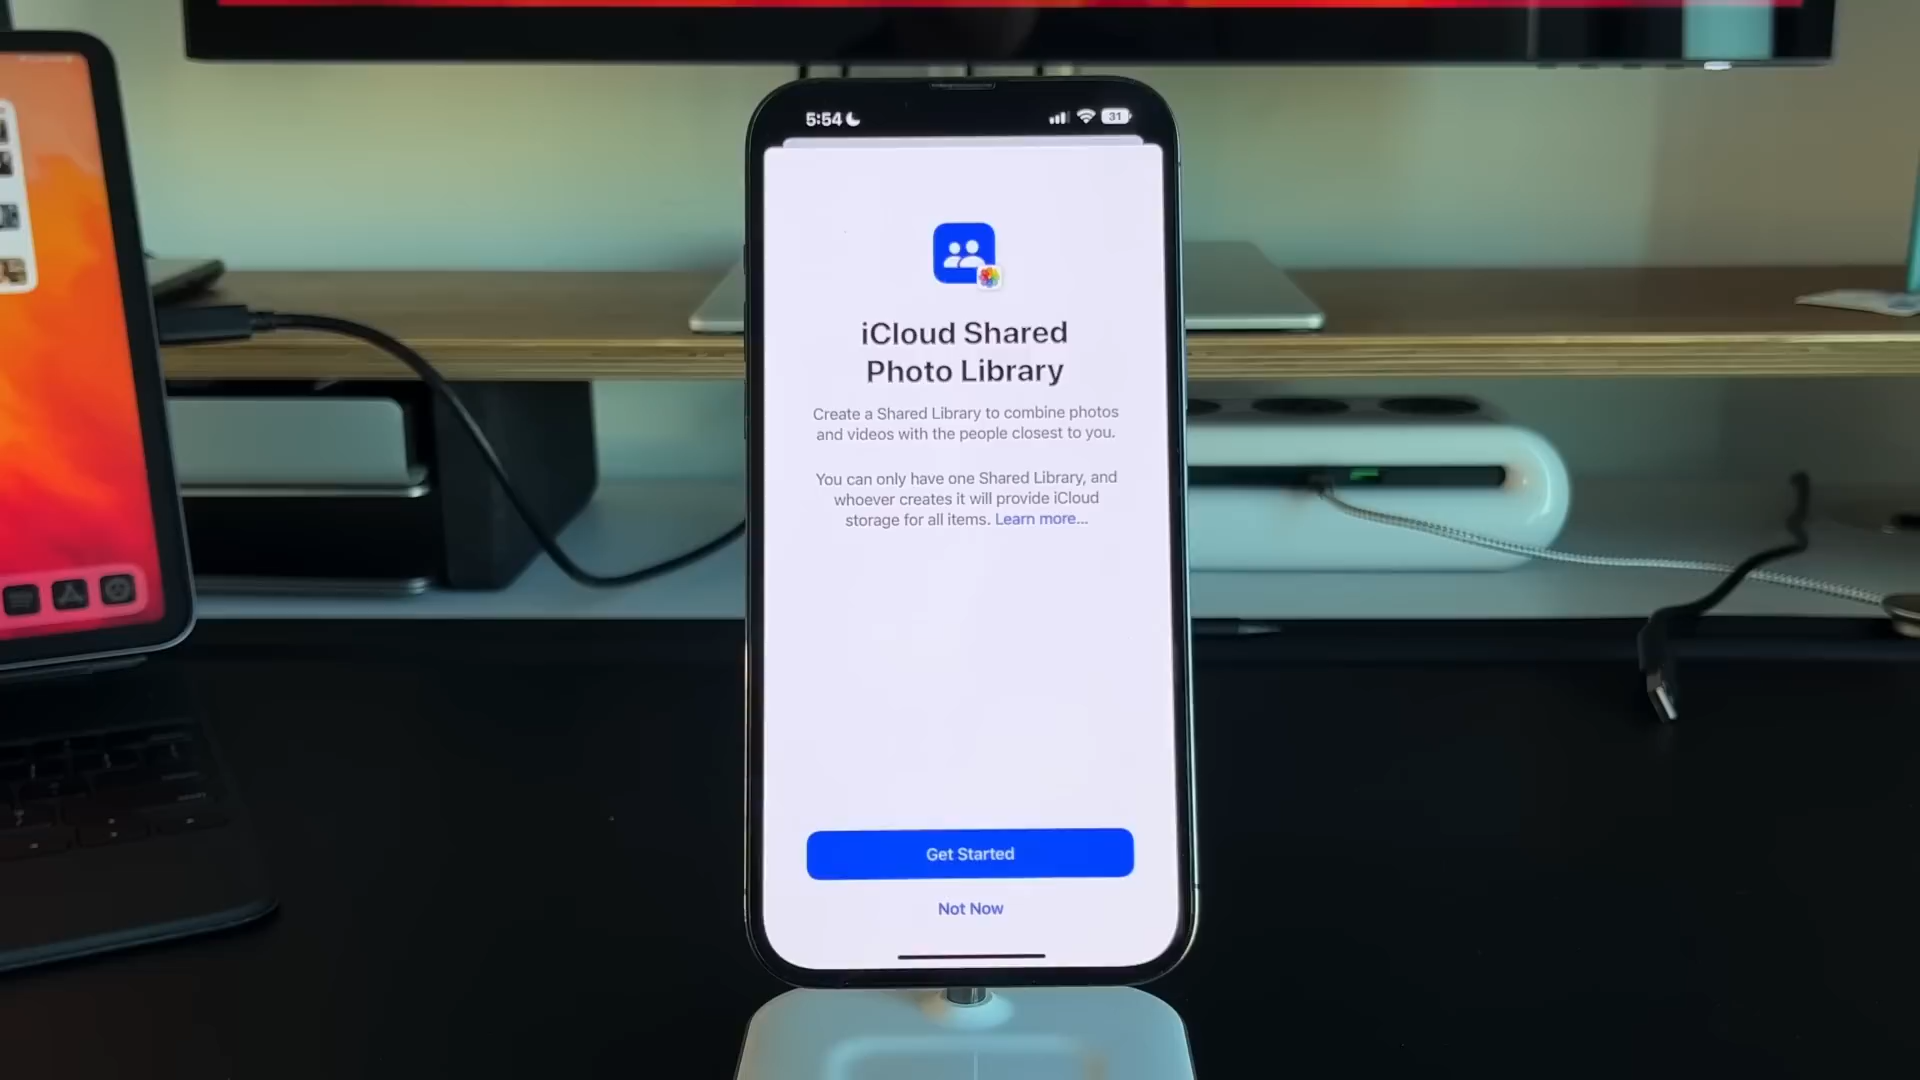 5:54
31
iCloud Shared
Photo Library
Create a Shared Library to combine photos
and videos with the people closest to you.
You can only have one Shared Library, and
whoever creates it will provide iCloud
storage for all items. Learn more...
Get Started
Not Now